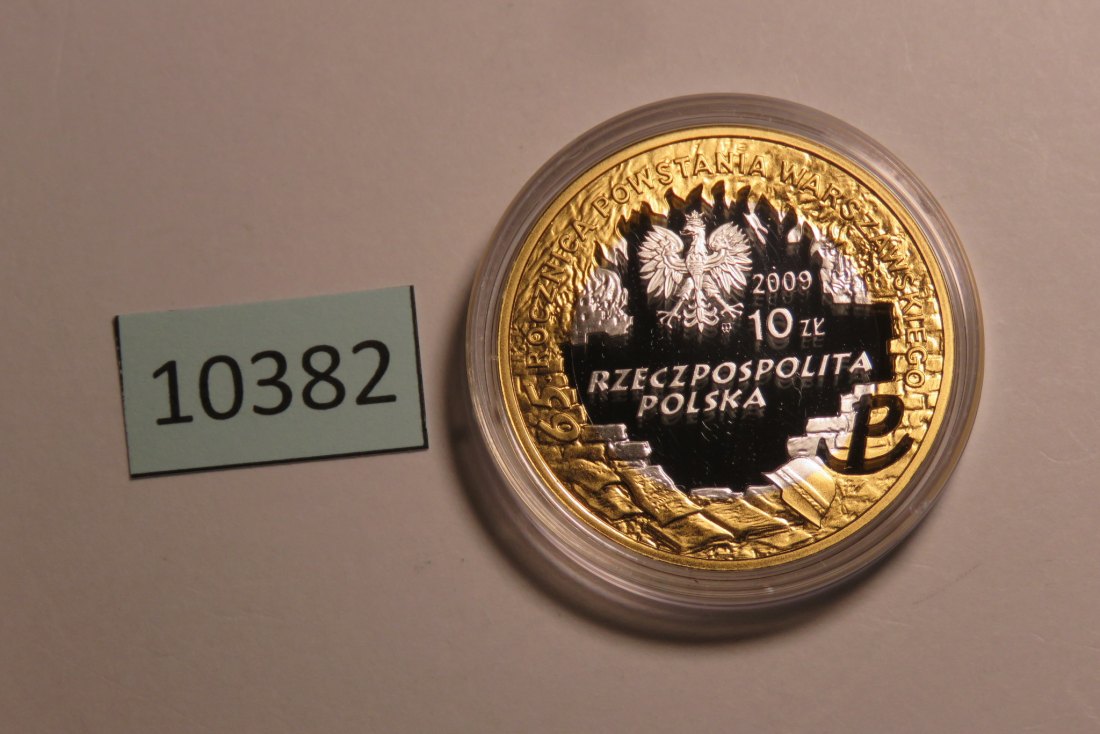 10382
65. ROCZNICA POWSTANIA WARSZAWSKIEGO
2009
10 ZŁ
RZECZPOSPOLITA
POLSKA